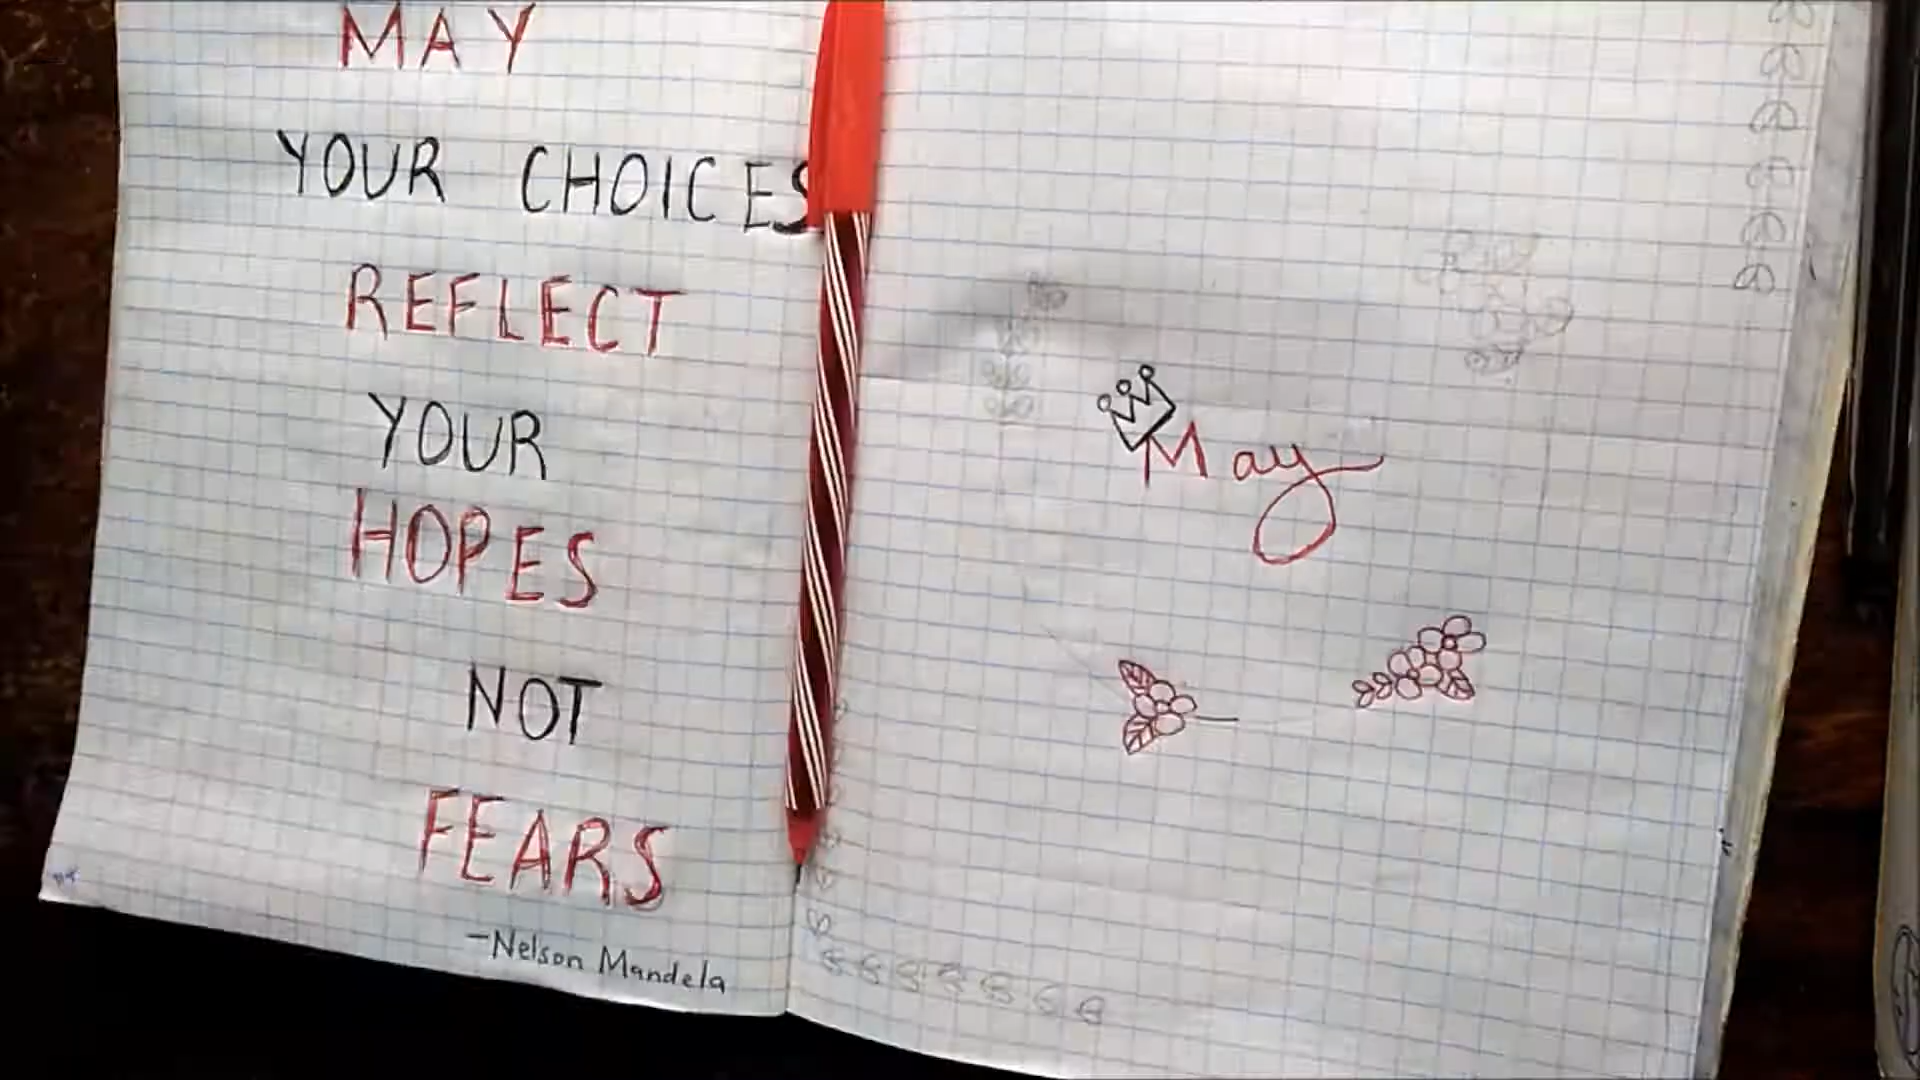 MAY
YOUR CHOICES
REFLECT
YOUR
HOPES
NOT
FEARS
-Nelson Mandela
May